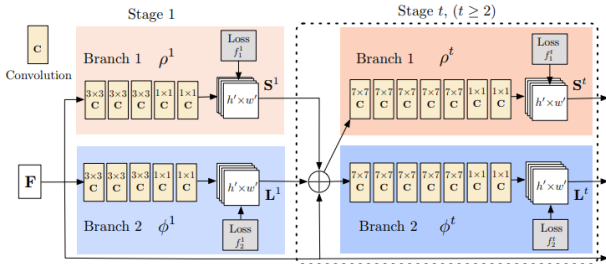 Stage 1
Stage t, (t ≥ 2)
C
Convolution
Branch 1 ρ¹
Loss
f₁¹
3×3 3×3 3×3 1×1 1×1
C C C C C
h′×w′
S¹
Branch 1 ρᵗ
Loss
f₁ᵗ
7×7 7×7 7×7 7×7 7×7 1×1 1×1
C C C C C C C
h′×w′
Sᵗ
F
3×3 3×3 3×3 1×1 1×1
C C C C C
h′×w′
L¹
Branch 2 ϕ¹
Loss
f₂¹
7×7 7×7 7×7 7×7 7×7 1×1 1×1
C C C C C C C
h′×w′
Lᵗ
Branch 2 ϕᵗ
Loss
f₂ᵗ